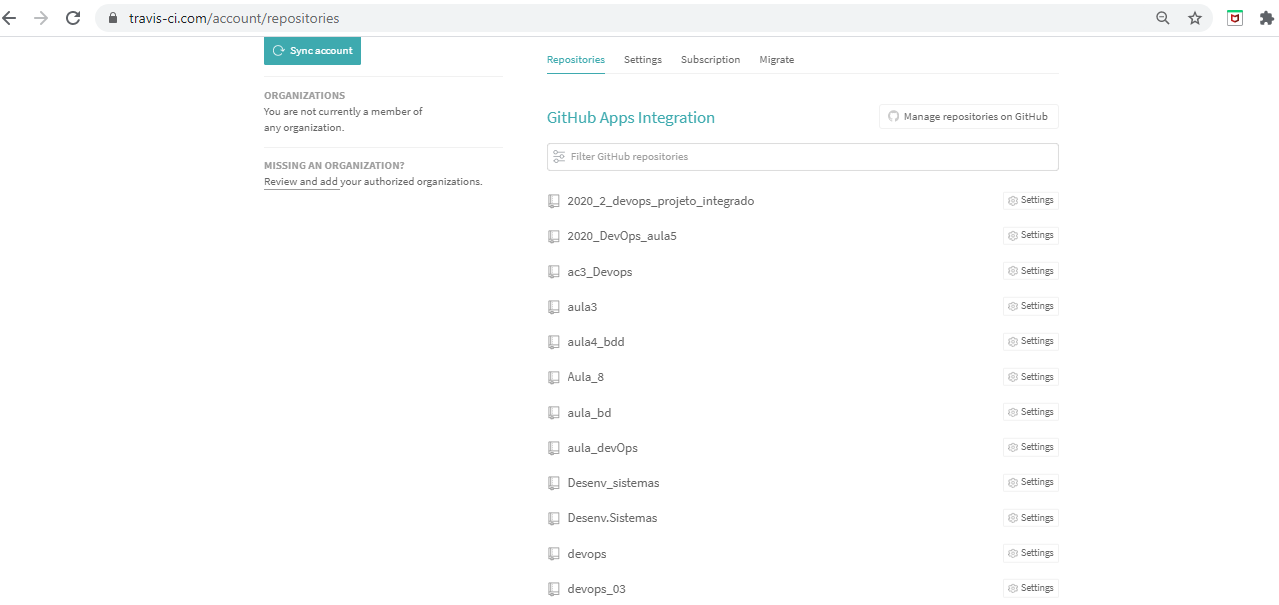 travis-ci.com/account/repositories
Sync account
ORGANIZATIONS
You are not currently a member of
any organization.
MISSING AN ORGANIZATION?
Review and add your authorized organizations.
Repositories Settings Subscription Migrate
GitHub Apps Integration
Manage repositories on GitHub
Filter GitHub repositories
2020_2_devops_projeto_integrado Settings
2020_DevOps_aula5 Settings
ac3_Devops Settings
aula3 Settings
aula4_bdd Settings
Aula_8 Settings
aula_bd Settings
aula_devOps Settings
Desenv_sistemas Settings
Desenv.Sistemas Settings
devops Settings
devops_03 Settings